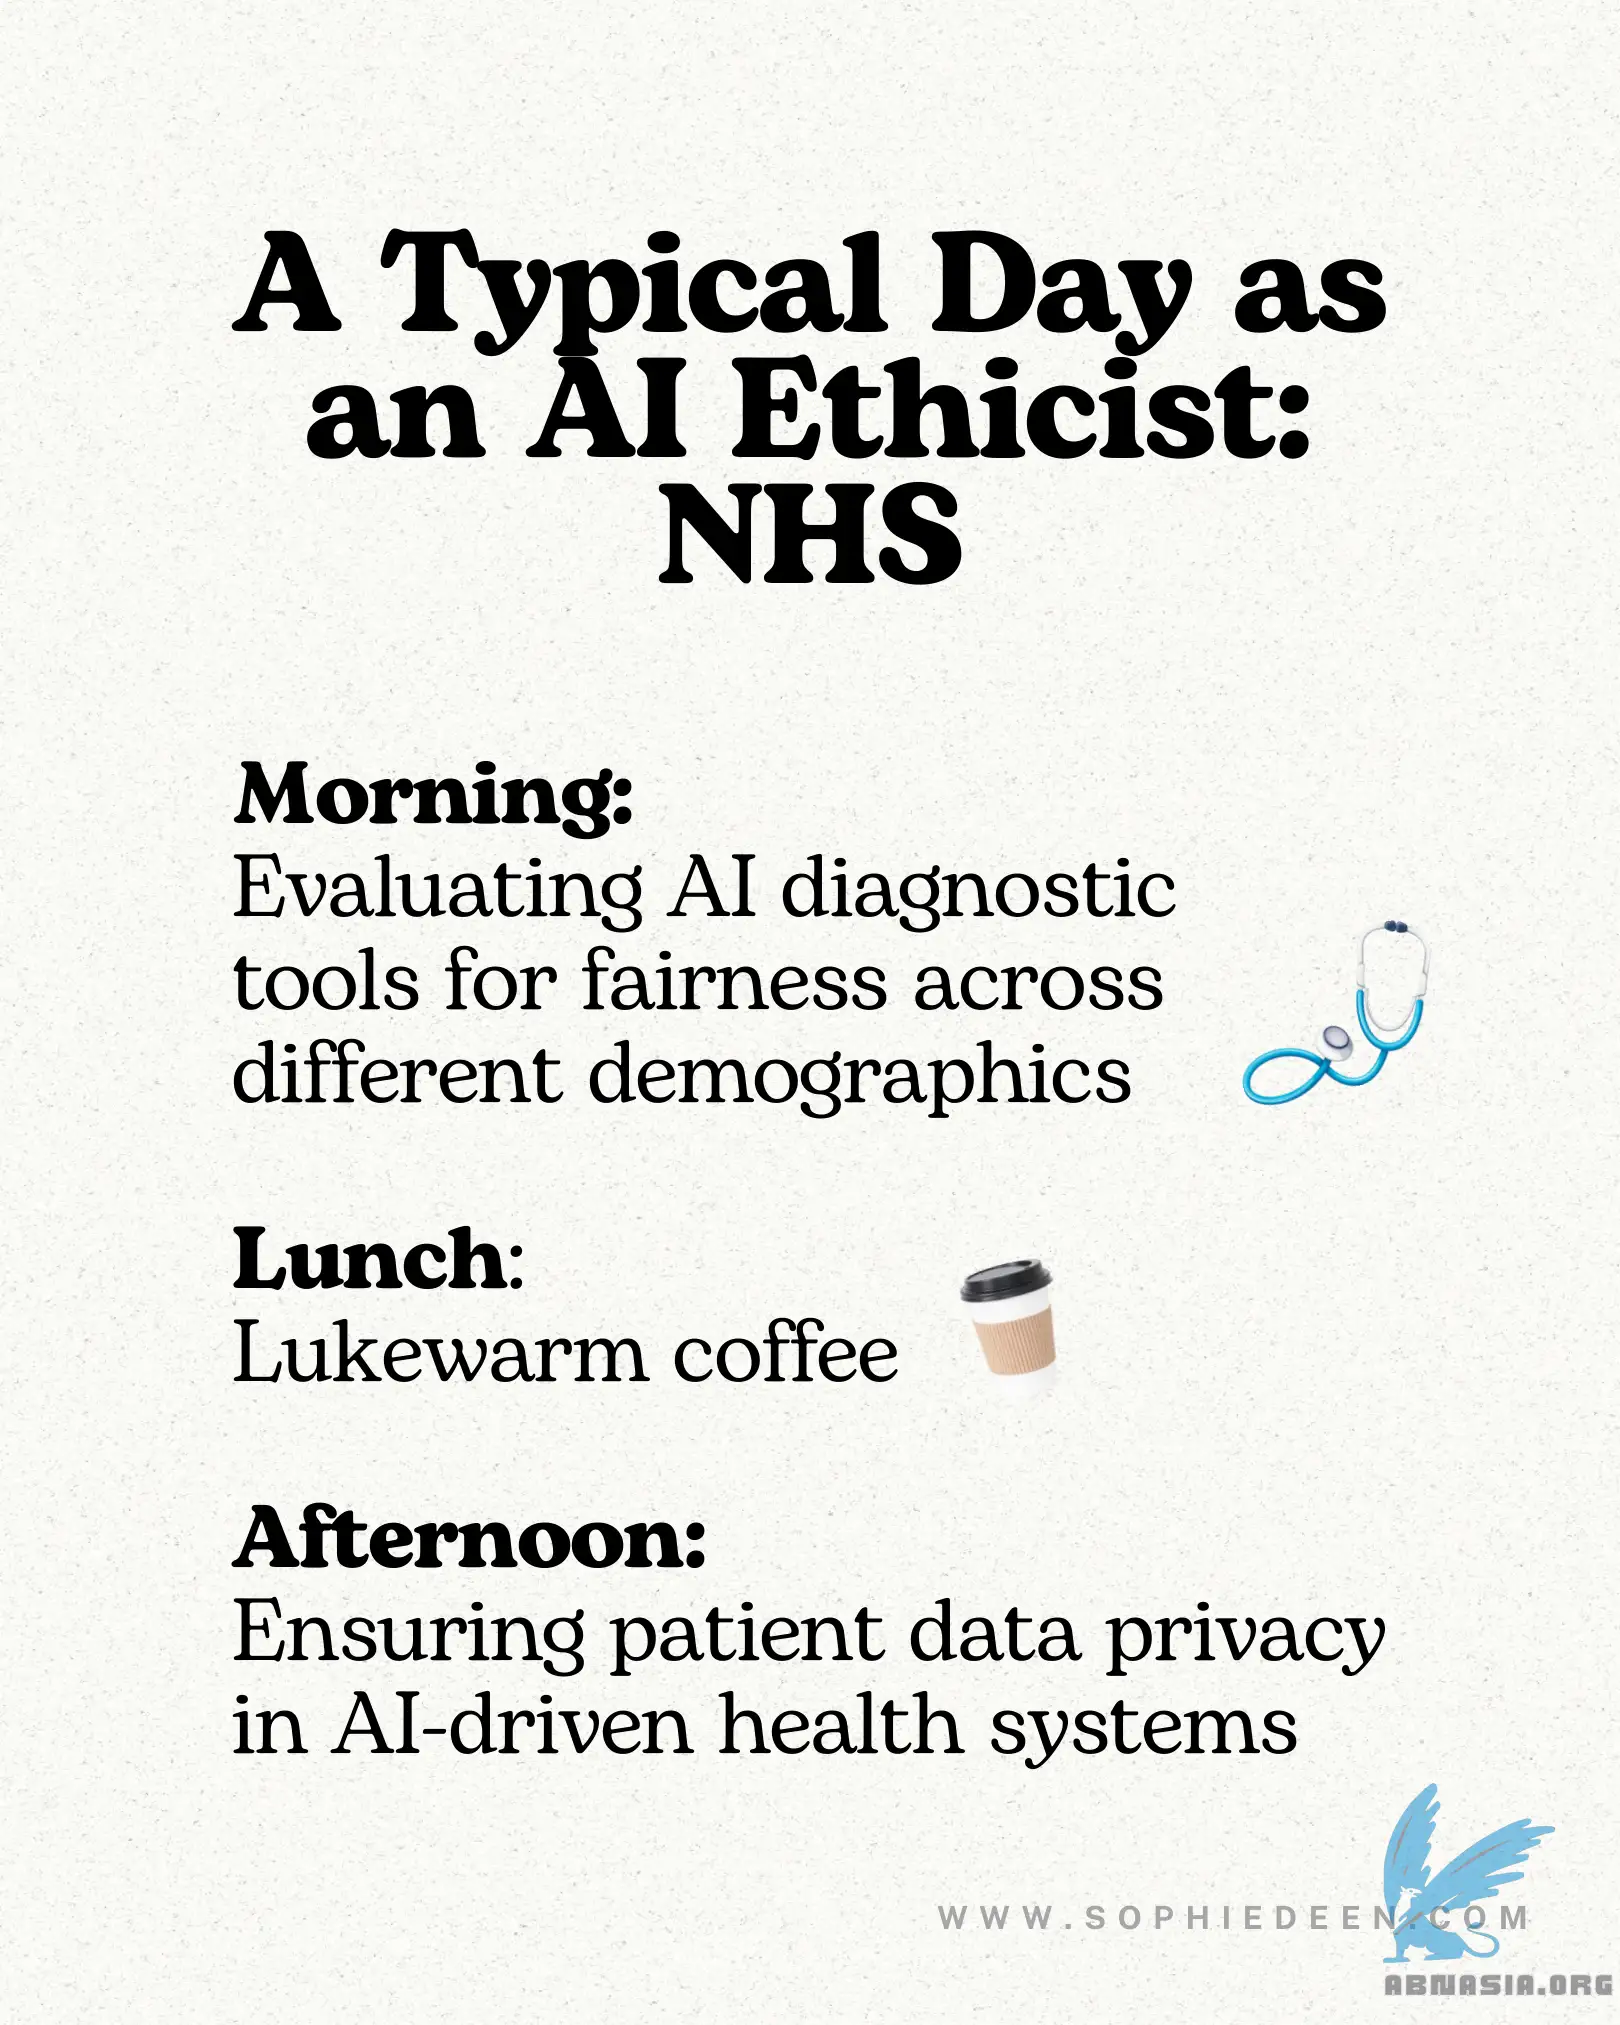 A Typical Day as
an AI Ethicist:
NHS
Morning:
Evaluating AI diagnostic
tools for fairness across
different demographics
Lunch:
Lukewarm coffee
Afternoon:
Ensuring patient data privacy
in AI-driven health systems
WWW.SOPHIEDEEN.COM
ABNASIA.ORG